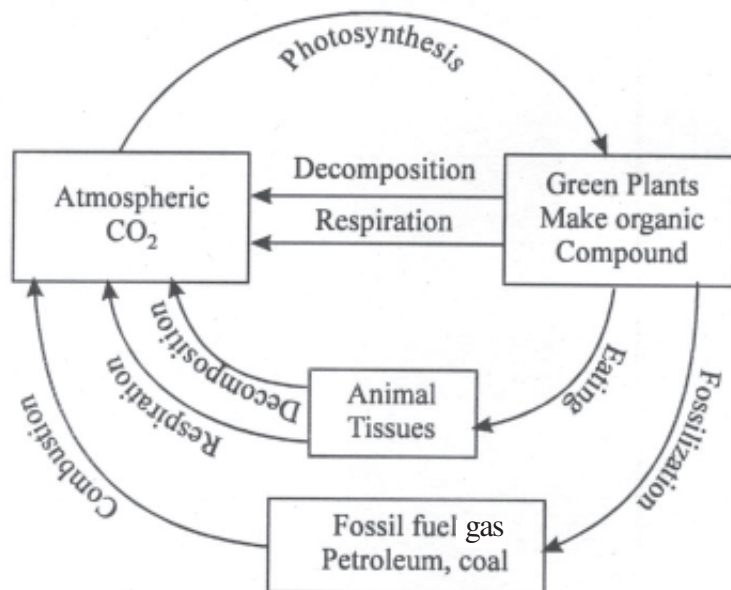 Photosynthesis
Atmospheric
CO₂
Decomposition
Respiration
Green Plants
Make organic
Compound
Decomposition
Respiration
Combustion
Animal
Tissues
Eating
Fossilization
Fossil fuel gas
Petroleum, coal